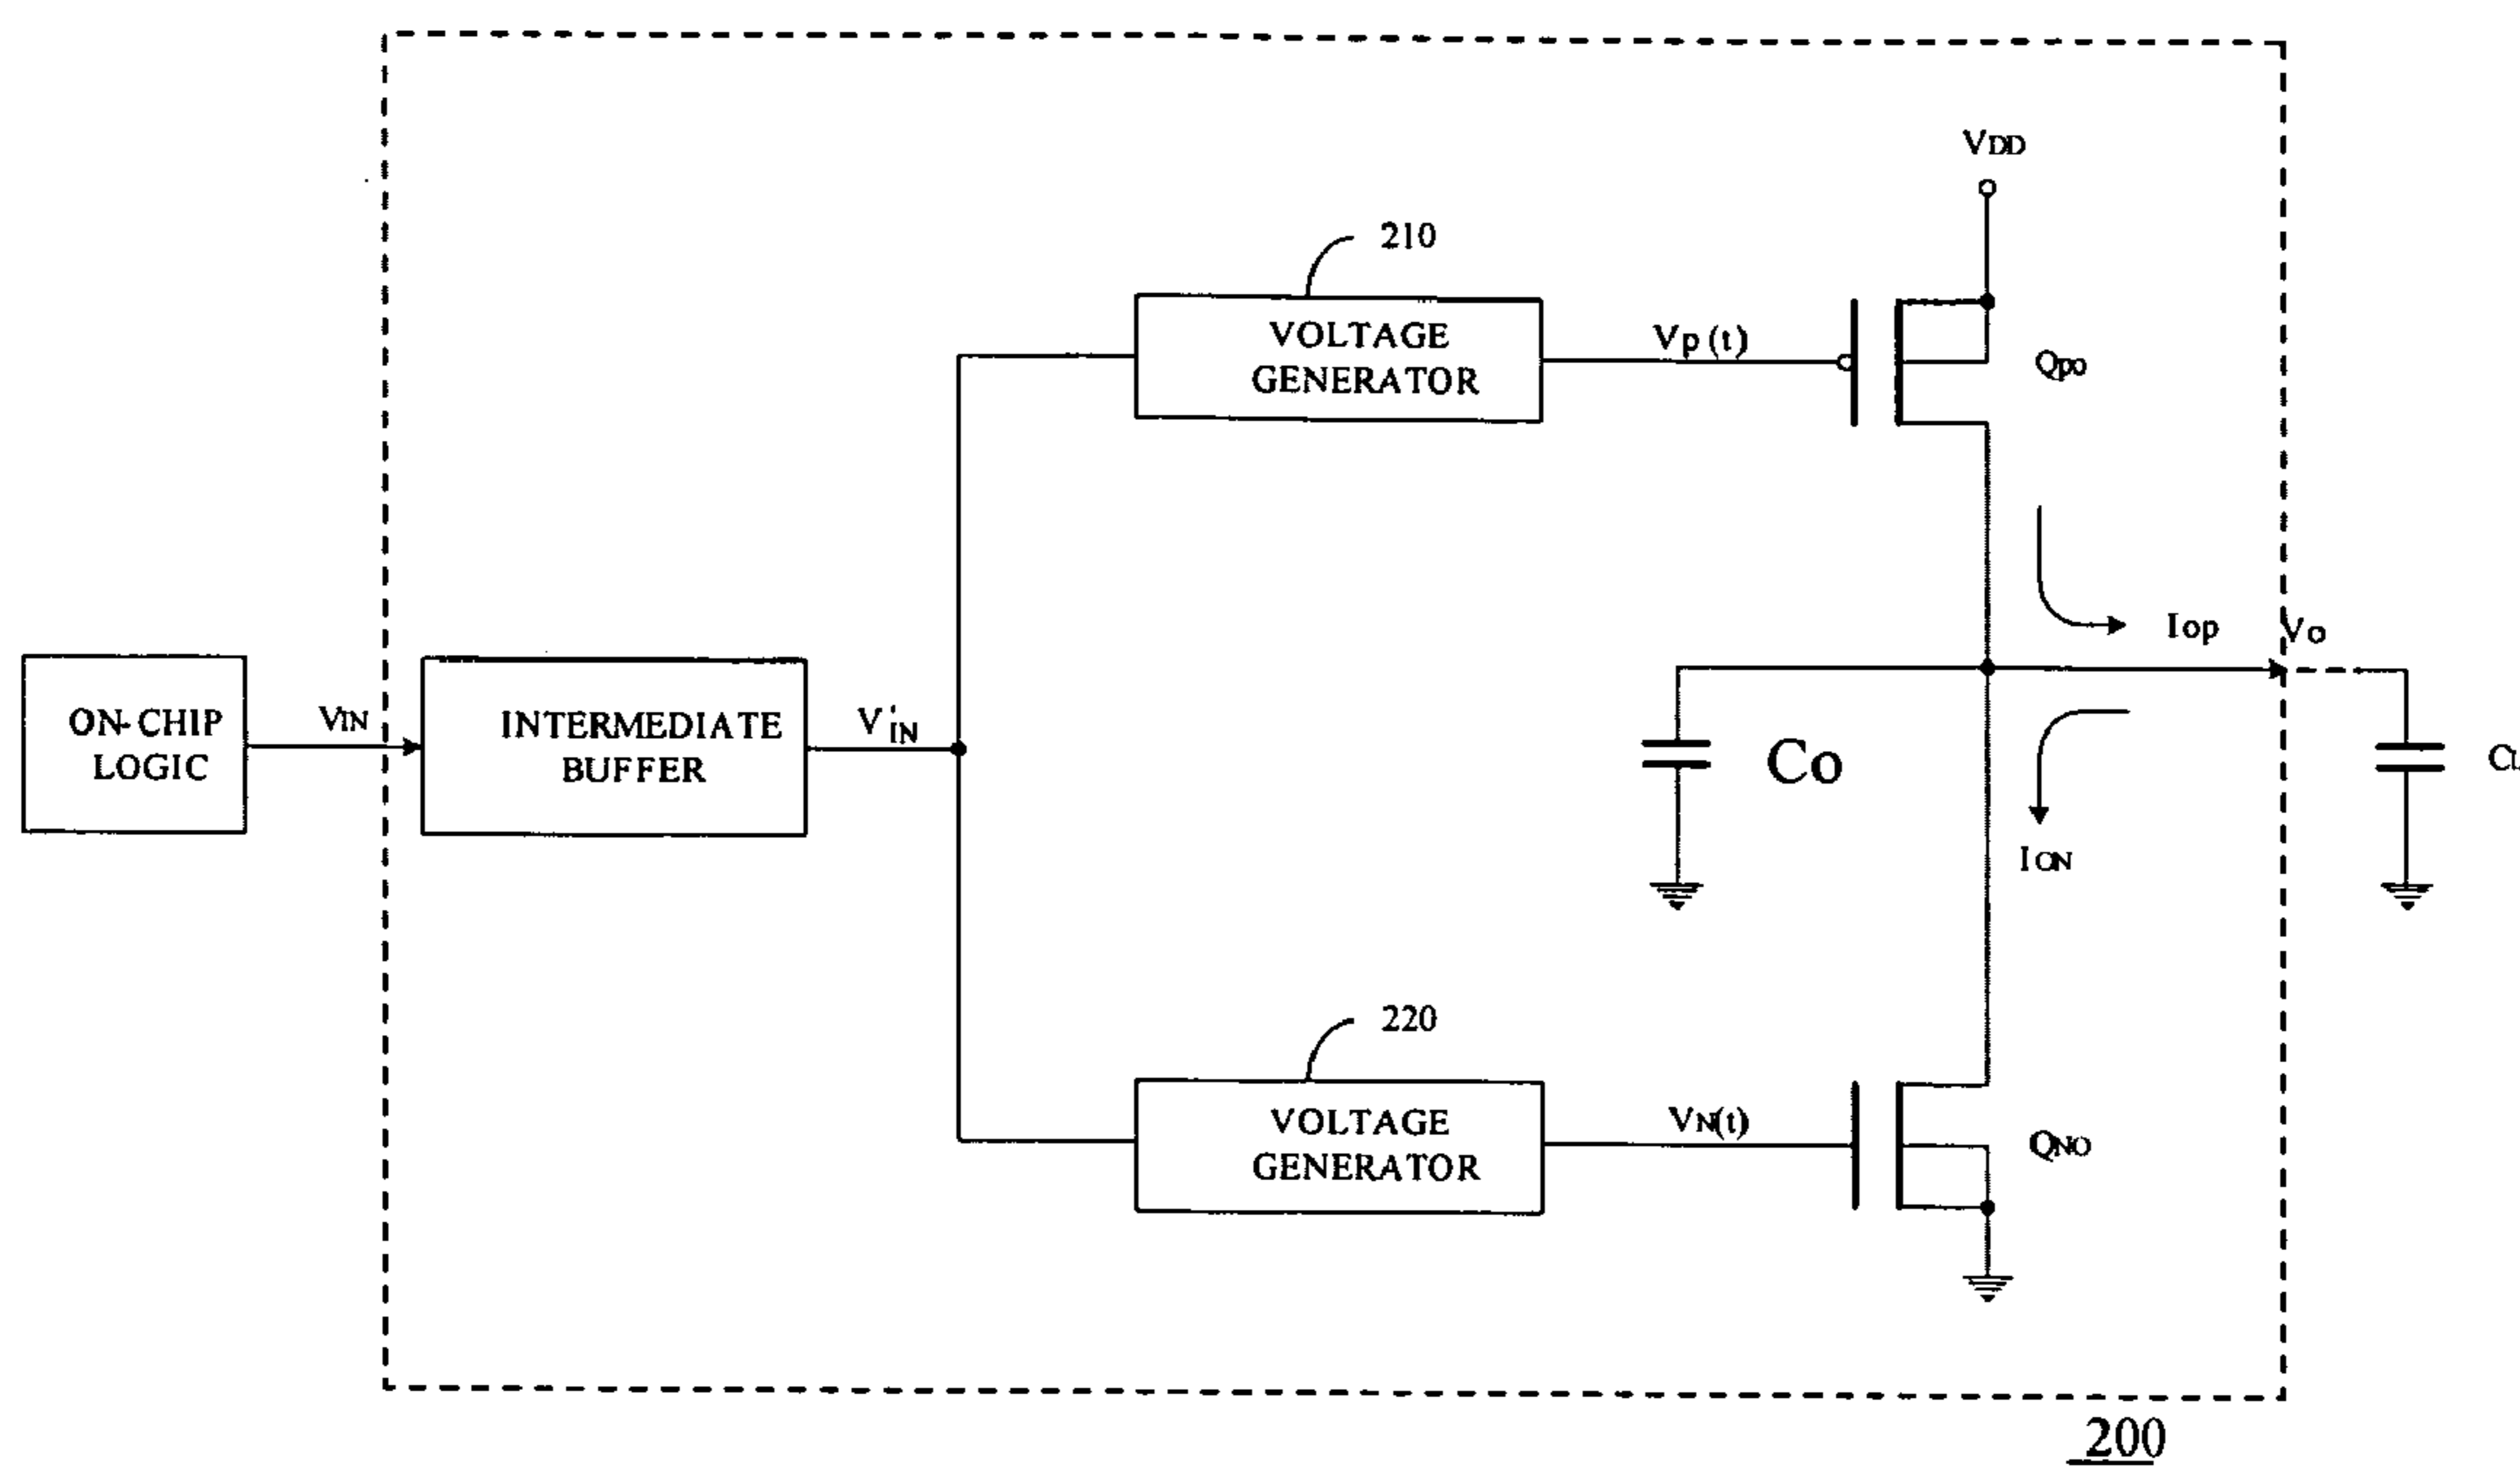 VDD
210
VOLTAGE
GENERATOR
Vp (t)
Qpo
Iop
Vo
ON-CHIP
LOGIC
VIN
INTERMEDIATE
BUFFER
V'IN
Co
CL
ION
220
VOLTAGE
GENERATOR
VN(t)
QNO
200